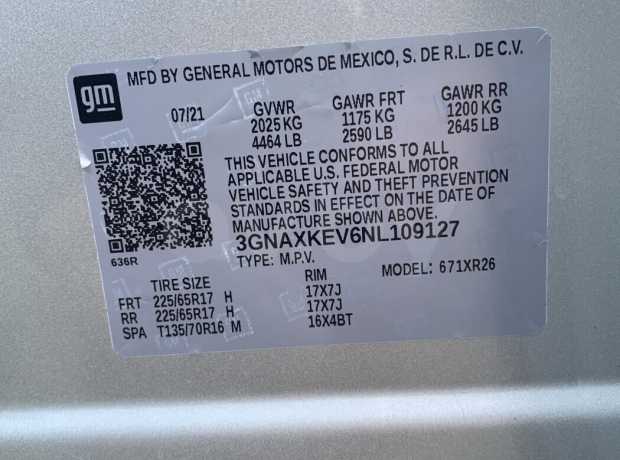 gm
MFD BY GENERAL MOTORS DE MEXICO, S. DE R.L. DE C.V.
07/21 GVWR GAWR FRT GAWR RR
2025 KG 1175 KG 1200 KG
4464 LB 2590 LB 2645 LB
THIS VEHICLE CONFORMS TO ALL
APPLICABLE U.S. FEDERAL MOTOR
VEHICLE SAFETY AND THEFT PREVENTION
STANDARDS IN EFFECT ON THE DATE OF
MANUFACTURE SHOWN ABOVE.
3GNAXKEV6NL109127
636R
TYPE: M.P.V. MODEL: 671XR26
TIRE SIZE RIM
FRT 225/65R17 H 17X7J
RR 225/65R17 H 17X7J
SPA T135/70R16 M 16X4BT